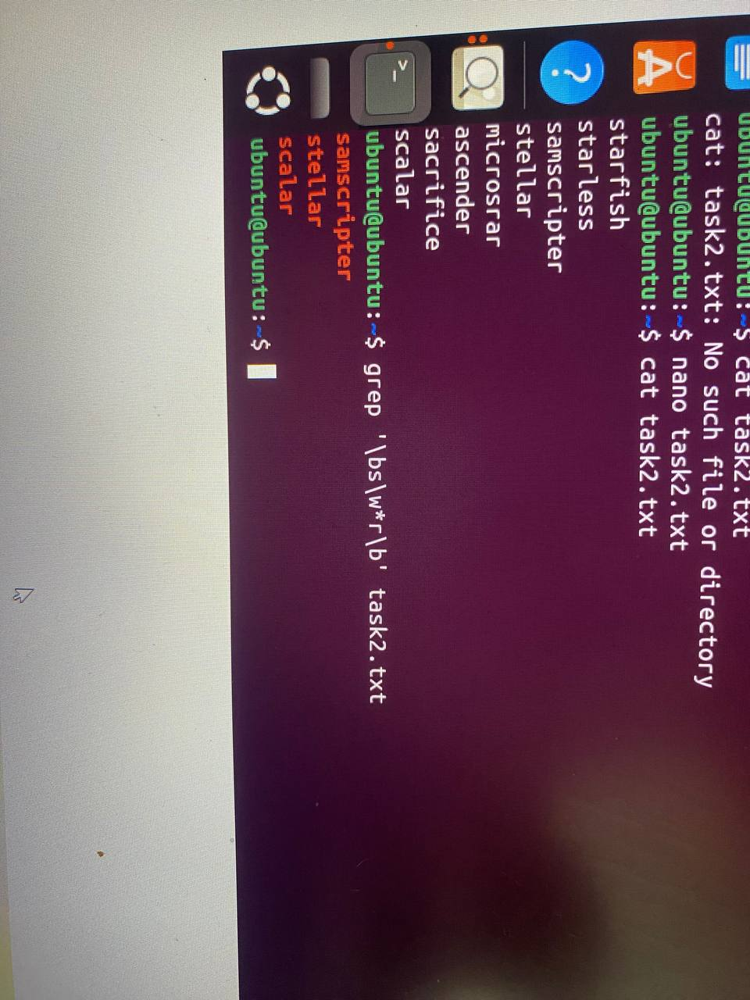 ubuntu@ubuntu:~$ cat task2.txt
cat: task2.txt: No such file or directory
ubuntu@ubuntu:~$ nano task2.txt
ubuntu@ubuntu:~$ cat task2.txt
starfish
starless
samscripter
stellar
microsrar
ascender
sacrifice
scalar
ubuntu@ubuntu:~$ grep '\bs\w*r\b' task2.txt
samscripter
stellar
scalar
ubuntu@ubuntu:~$